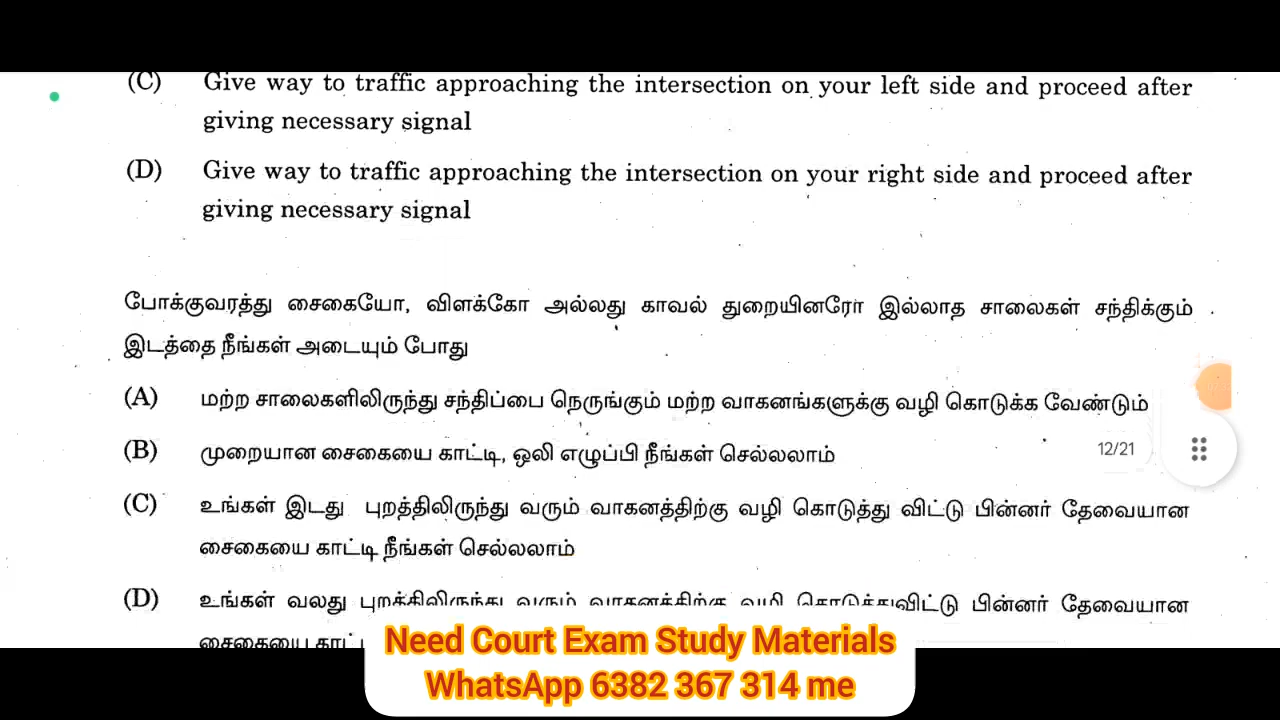 (C) Give way to traffic approaching the intersection on your left side and proceed after
giving necessary signal
(D) Give way to traffic approaching the intersection on your right side and proceed after
giving necessary signal
போக்குவரத்து சைகையோ, விளக்கோ அல்லது காவல் துறையினரோ இல்லாத சாலைகள் சந்திக்கும்
இடத்தை நீங்கள் அடையும் போது
(A) மற்ற சாலைகளிலிருந்து சந்திப்பை நெருங்கும் மற்ற வாகனங்களுக்கு வழி கொடுக்க வேண்டும்
(B) முறையான சைகையை காட்டி, ஒலி எழுப்பி நீங்கள் செல்லலாம்
12/21
(C) உங்கள் இடது புறத்திலிருந்து வரும் வாகனத்திற்கு வழி கொடுத்து விட்டு பின்னர் தேவையான
சைகையை காட்டி நீங்கள் செல்லலாம்
(D) உங்கள் வலது புறத்திலிருந்து வரும் வாகனத்திற்கு வழி கொடுத்துவிட்டு பின்னர் தேவையான
சைகையை
Need Court Exam Study Materials
WhatsApp 6382 367 314 me